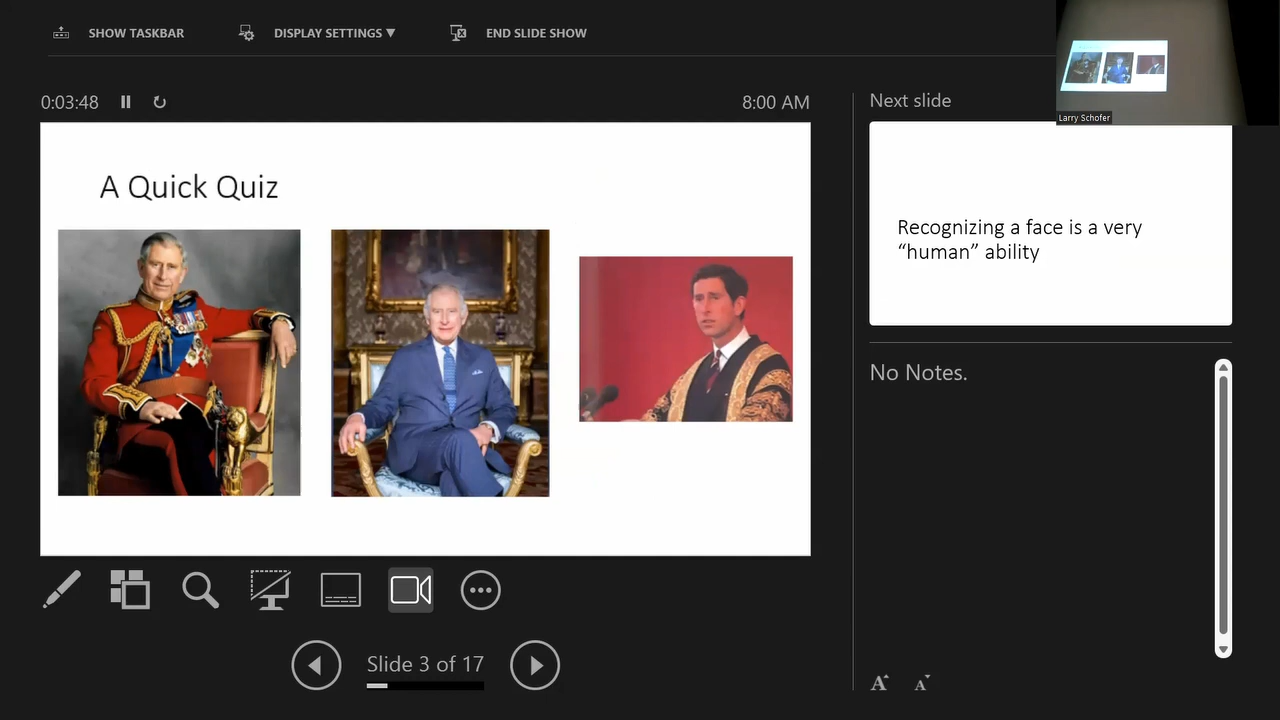 SHOW TASKBAR
DISPLAY SETTINGS ▼
END SLIDE SHOW
Larry Schofer
0:03:48
8:00 AM
Next slide
A Quick Quiz
Recognizing a face is a very
“human” ability
No Notes.
Slide 3 of 17
A
A